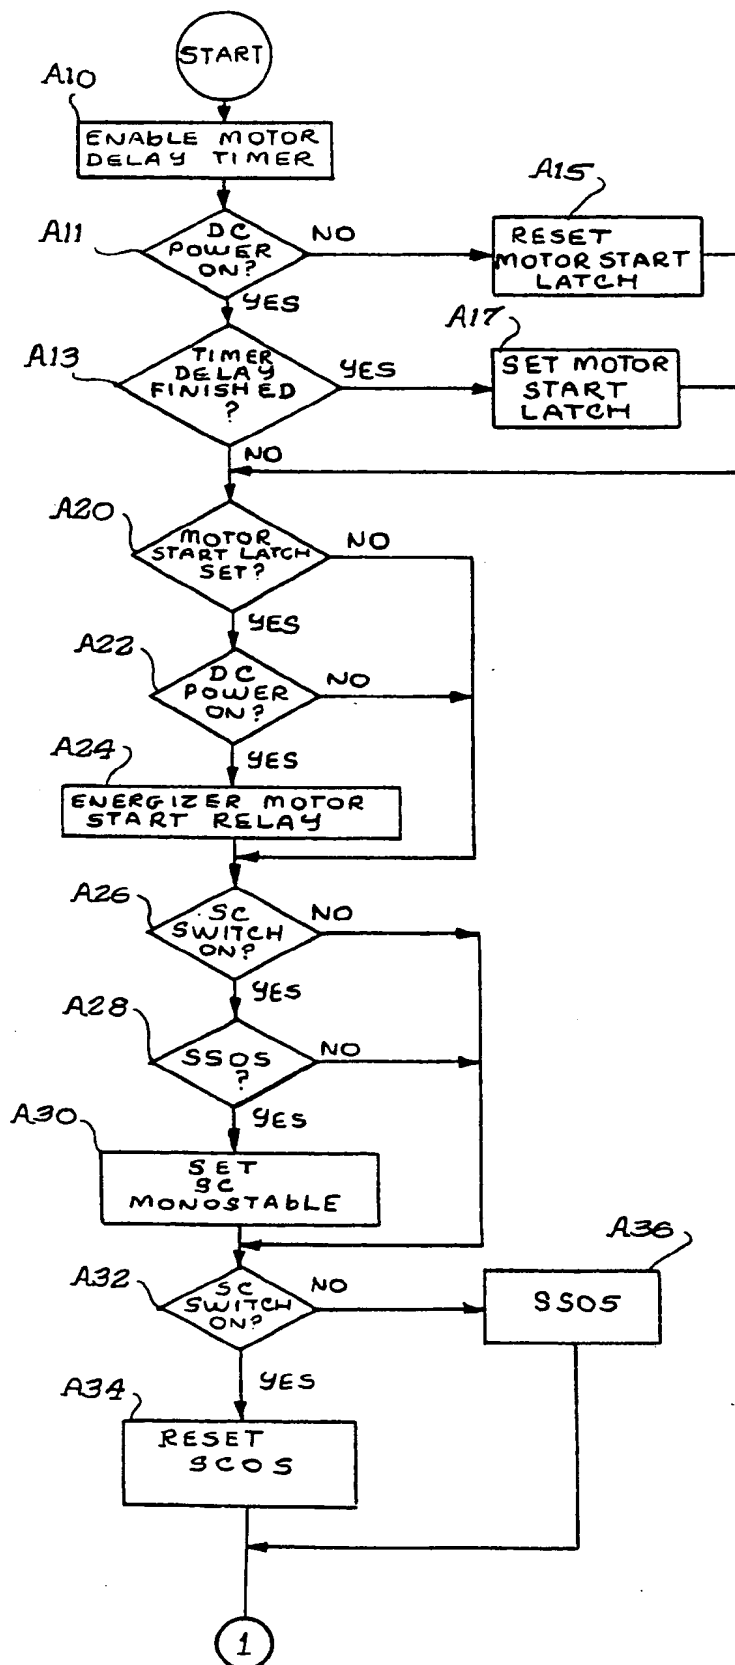 START
A10
ENABLE MOTOR
DELAY TIMER
A11
DC
POWER
ON?
NO
YES
A15
RESET
MOTOR START
LATCH
A13
TIMER
DELAY
FINISHED
?
YES
NO
A17
SET MOTOR
START
LATCH
A20
MOTOR
START LATCH
SET?
NO
YES
A22
DC
POWER
ON?
NO
YES
A24
ENERGIZER MOTOR
START RELAY
A26
SC
SWITCH
ON?
NO
YES
A28
SSOS
?
NO
YES
A30
SET
SC
MONOSTABLE
A32
SC
SWITCH
ON?
NO
YES
A36
SSOS
A34
RESET
SCOS
1